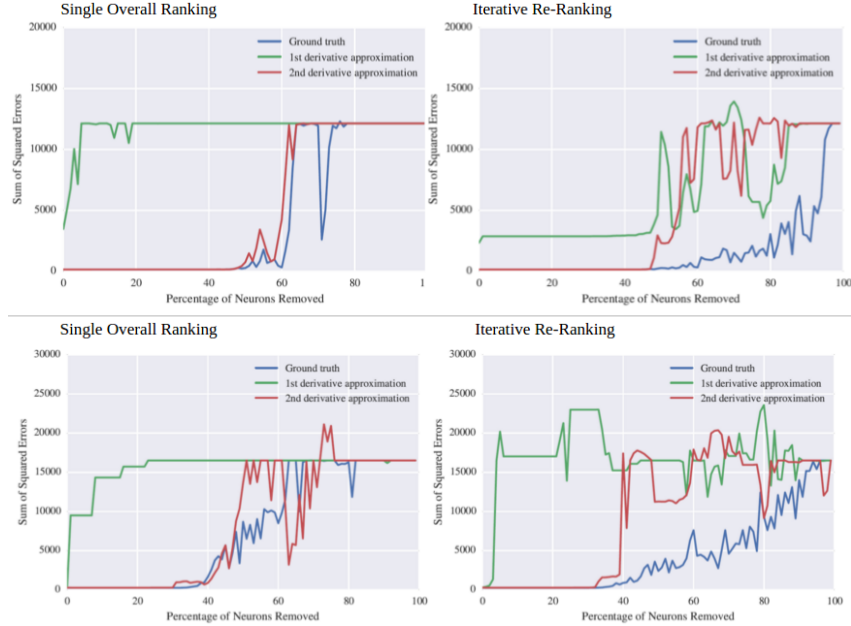 Single Overall Ranking
Iterative Re-Ranking
20000
15000
10000
5000
0
Sum of Squared Errors
Ground truth
1st derivative approximation
2nd derivative approximation
0 20 40 60 80 1
Percentage of Neurons Removed
20000
15000
10000
5000
0
Sum of Squared Errors
Ground truth
1st derivative approximation
2nd derivative approximation
0 20 40 60 80 100
Percentage of Neurons Removed
Single Overall Ranking
Iterative Re-Ranking
30000
25000
20000
15000
10000
5000
0
Sum of Squared Errors
Ground truth
1st derivative approximation
2nd derivative approximation
0 20 40 60 80 100
Percentage of Neurons Removed
30000
25000
20000
15000
10000
5000
0
Sum of Squared Errors
Ground truth
1st derivative approximation
2nd derivative approximation
0 20 40 60 80 100
Percentage of Neurons Removed